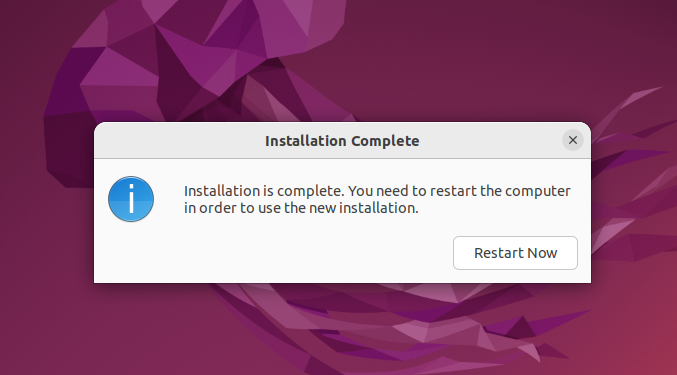 Installation Complete
Installation is complete. You need to restart the computer
in order to use the new installation.
Restart Now